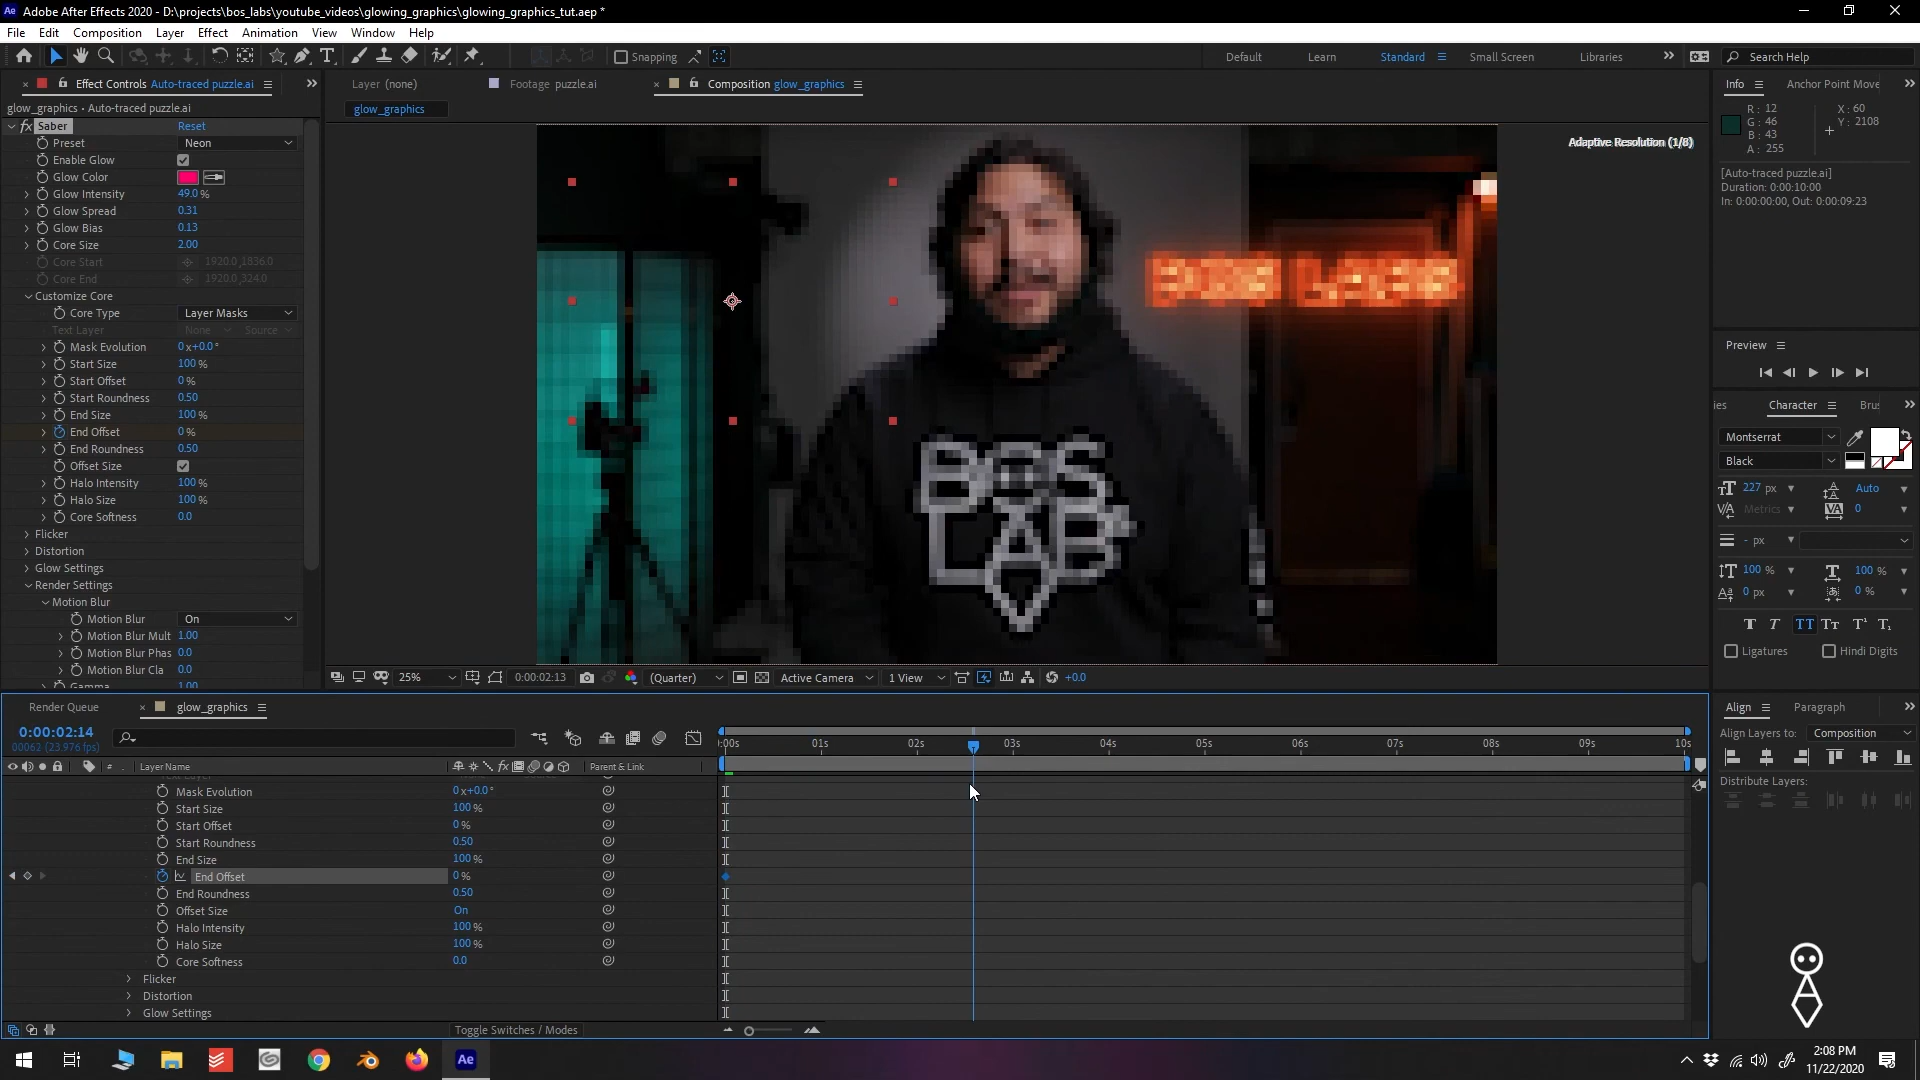 Ae Adobe After Effects 2020 - D:\projects\bos_labs\youtube_videos\glowing_graphics\glowing_graphics_tut.aep *
File Edit Composition Layer Effect Animation View Window Help
Snapping
Default Learn Standard Small Screen Libraries Search Help
Effect Controls Auto-traced puzzle.ai
Layer (none) Footage puzzle.ai Composition glow_graphics
Info Anchor Point Move
glow_graphics • Auto-traced puzzle.ai
glow_graphics
fx Saber Reset
Preset Neon
Enable Glow
Glow Color
Glow Intensity 49.0 %
Glow Spread 0.31
Glow Bias 0.13
Core Size 2.00
Core Start 1920.0,1836.0
Core End 1920.0,324.0
Customize Core
Core Type Layer Masks
Text Layer None Source
Mask Evolution 0x+0.0°
Start Size 100 %
Start Offset 0 %
Start Roundness 0.50
End Size 100 %
End Offset 0 %
End Roundness 0.50
Offset Size
Halo Intensity 100 %
Halo Size 100 %
Core Softness 0.0
Flicker
Distortion
Glow Settings
Render Settings
Motion Blur
Motion Blur On
Motion Blur Mult 1.00
Motion Blur Phas 0.0
Motion Blur Cla 0.0
Gamma 1.00
Adaptive Resolution (1/8)
BOS
LAB
25% 0:00:02:13 (Quarter) Active Camera 1 View +0.0
R : 12 X : 60
G : 46 Y : 2108
B : 43
A : 255
[Auto-traced puzzle.ai]
Duration: 0:00:10:00
In: 0:00:00:00, Out: 0:00:09:23
Preview
ies Character Bru
Montserrat
Black
227 px Auto
Metrics 0
- px
100 % 100 %
0 px 0 %
Ligatures Hindi Digits
Align Paragraph
Align Layers to: Composition
Distribute Layers:
Render Queue glow_graphics
0:00:02:14
00062 (23.976 fps)
:00s 01s 02s 03s 04s 05s 06s 07s 08s 09s 10s
# Layer Name fx Parent & Link
Mask Evolution 0x+0.0°
Start Size 100 %
Start Offset 0 %
Start Roundness 0.50
End Size 100 %
End Offset 0 %
End Roundness 0.50
Offset Size On
Halo Intensity 100 %
Halo Size 100 %
Core Softness 0.0
Flicker
Distortion
Glow Settings
Toggle Switches / Modes
Ae
2:08 PM
11/22/2020